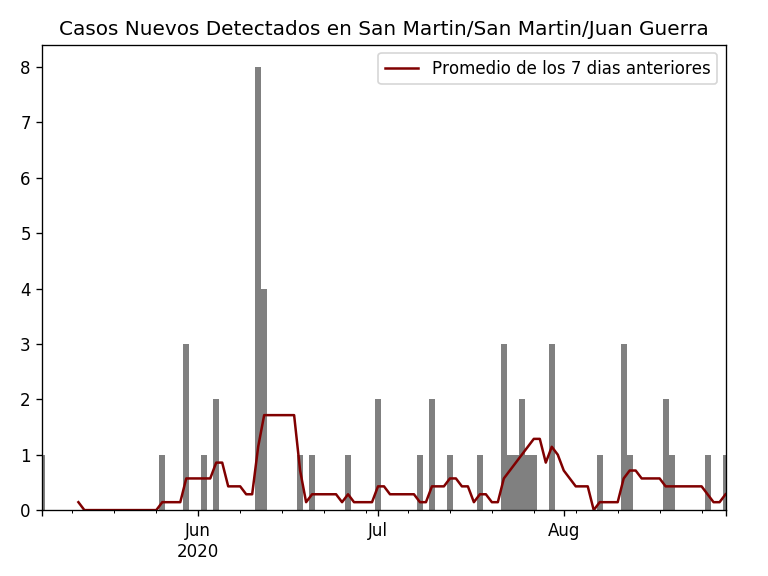 Casos Nuevos Detectados en San Martin/San Martin/Juan Guerra
Promedio de los 7 dias anteriores
8
7
6
5
4
3
2
1
0
Jun
2020
Jul
Aug